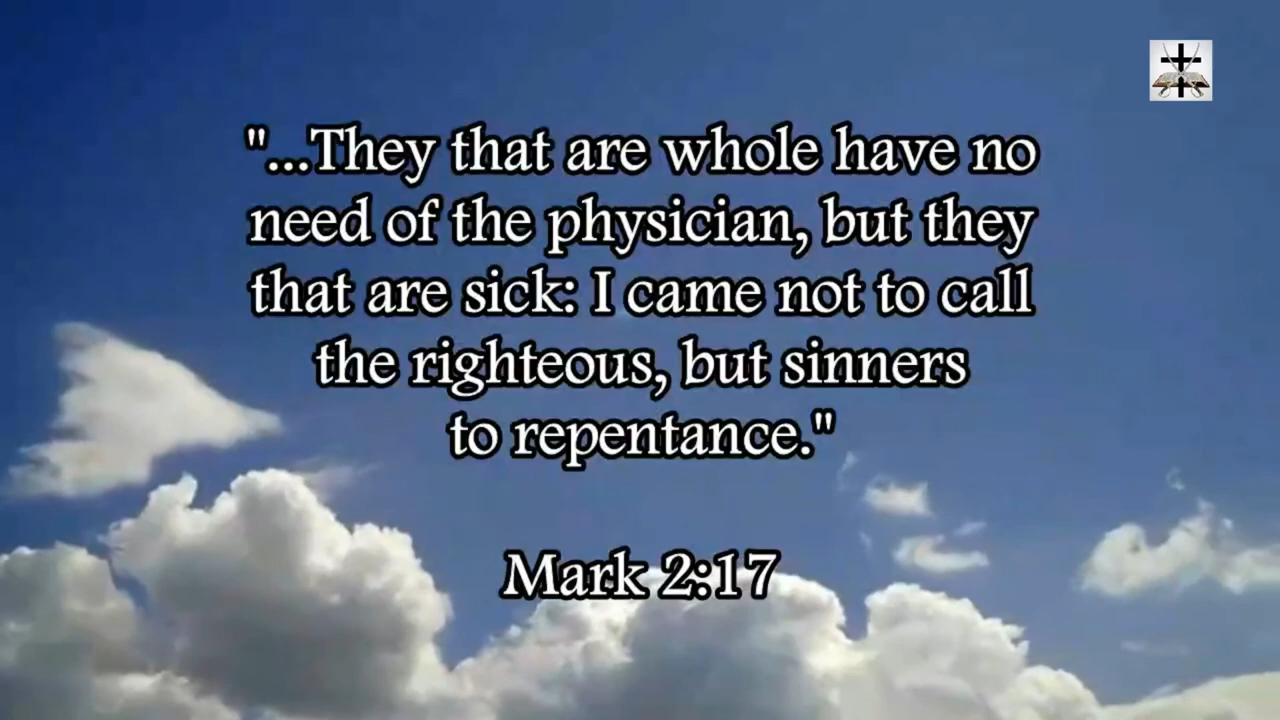 "...They that are whole have no
need of the physician, but they
that are sick: I came not to call
the righteous, but sinners
to repentance."
Mark 2:17